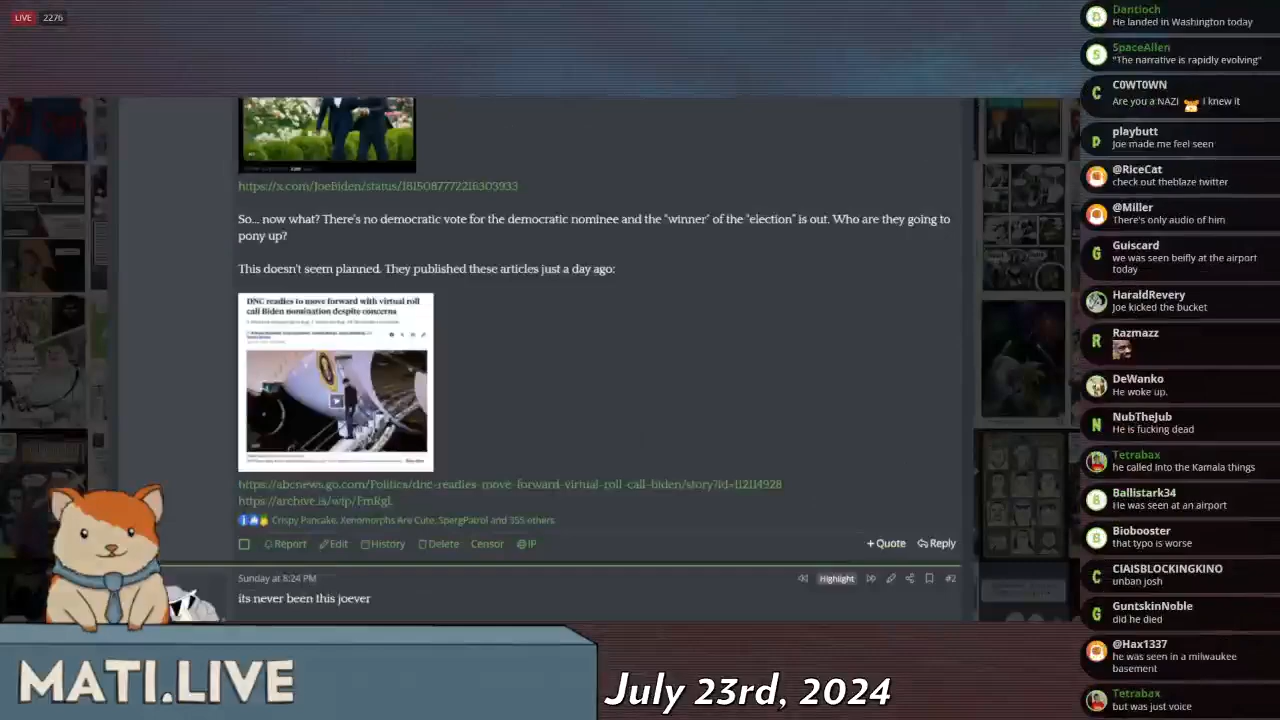 LIVE 2276
https://x.com/JoeBiden/status/1815087772216303933
So... now what? There's no democratic vote for the democratic nominee and the "winner" of the "election" is out. Who are they going to
pony up?
This doesn't seem planned. They published these articles just a day ago:
DNC readies to move forward with virtual roll
call Biden nomination despite concerns
https://abcnews.go.com/Politics/dnc-readies-move-forward-virtual-roll-call-biden/story?id=112114928
https://archive.is/wip/FmRgL
Crispy Pancake, Xenomorphs Are Cute, SpergPatrol and 355 others
Report Edit History Delete Censor IP + Quote Reply
Sunday at 8:24 PM Highlight #2
its never been this joever
MATI.LIVE
July 23rd, 2024
Dantioch
He landed in Washington today
SpaceAllen
"The narrative is rapidly evolving"
C0WT0WN
Are you a NAZI I knew it
playbutt
Joe made me feel seen
@RiceCat
check out theblaze twitter
@Miller
There's only audio of him
Guiscard
we was seen beifly at the airport
today
HaraldRevery
Joe kicked the bucket
Razmazz
DeWanko
He woke up.
NubTheJub
He is fucking dead
Tetrabax
he called into the Kamala things
Ballistark34
He was seen at an airport
Biobooster
that typo is worse
CIAISBLOCKINGKINO
unban josh
GuntskinNoble
did he died
@Hax1337
he was seen in a milwaukee
basement
Tetrabax
but was just voice